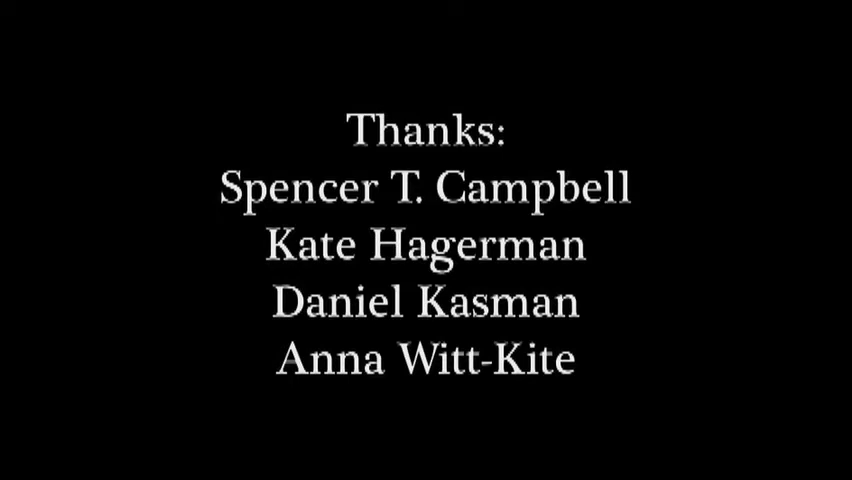 Thanks:
Spencer T. Campbell
Kate Hagerman
Daniel Kasman
Anna Witt-Kite